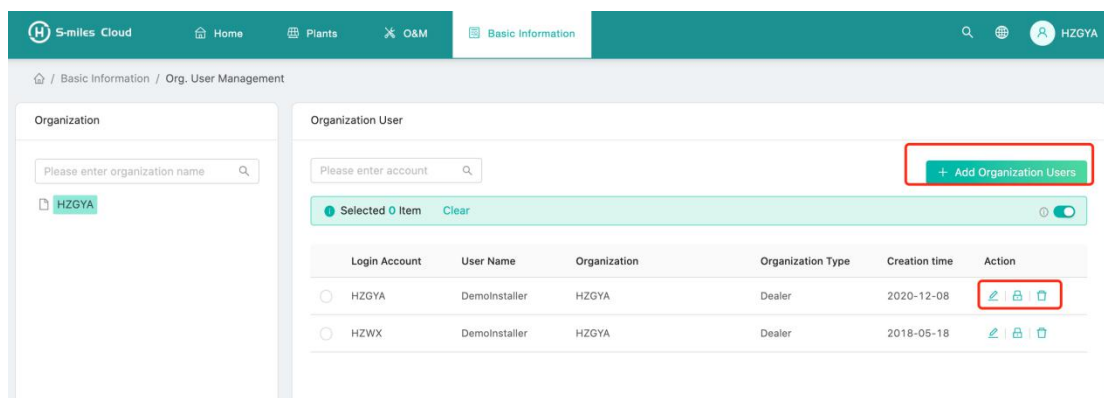 S-miles Cloud Home Plants O&M Basic Information HZGYA
/ Basic Information / Org. User Management
Organization
Please enter organization name
HZGYA
Organization User
Please enter account
+ Add Organization Users
Selected 0 Item Clear
Login Account User Name Organization Organization Type Creation time Action
HZGYA DemoInstaller HZGYA Dealer 2020-12-08
HZWX DemoInstaller HZGYA Dealer 2018-05-18